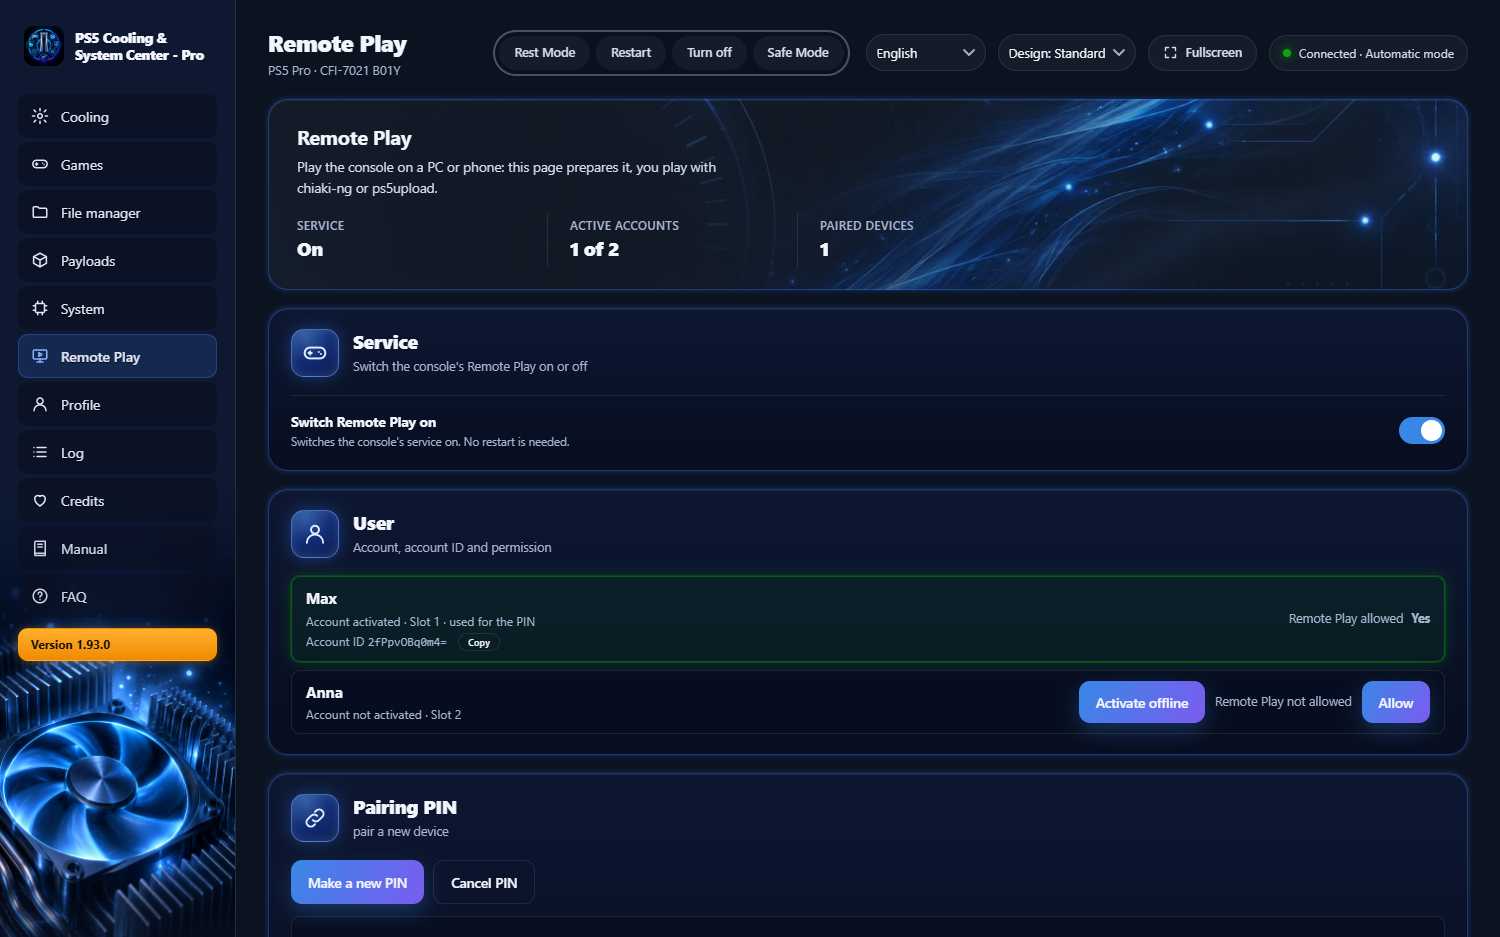 PS5 Cooling &
System Center - Pro
Cooling
Games
File manager
Payloads
System
Remote Play
Profile
Log
Credits
Manual
FAQ
Version 1.93.0
Remote Play
PS5 Pro · CFI-7021 B01Y
Rest Mode
Restart
Turn off
Safe Mode
English
Design: Standard
Fullscreen
Connected · Automatic mode
Remote Play
Play the console on a PC or phone: this page prepares it, you play with
chiaki-ng or ps5upload.
SERVICE
On
ACTIVE ACCOUNTS
1 of 2
PAIRED DEVICES
1
Service
Switch the console's Remote Play on or off
Switch Remote Play on
Switches the console's service on. No restart is needed.
User
Account, account ID and permission
Max
Account activated · Slot 1 · used for the PIN
Account ID 2fPpvOBq0m4= Copy
Remote Play allowed Yes
Anna
Account not activated · Slot 2
Activate offline
Remote Play not allowed
Allow
Pairing PIN
pair a new device
Make a new PIN
Cancel PIN